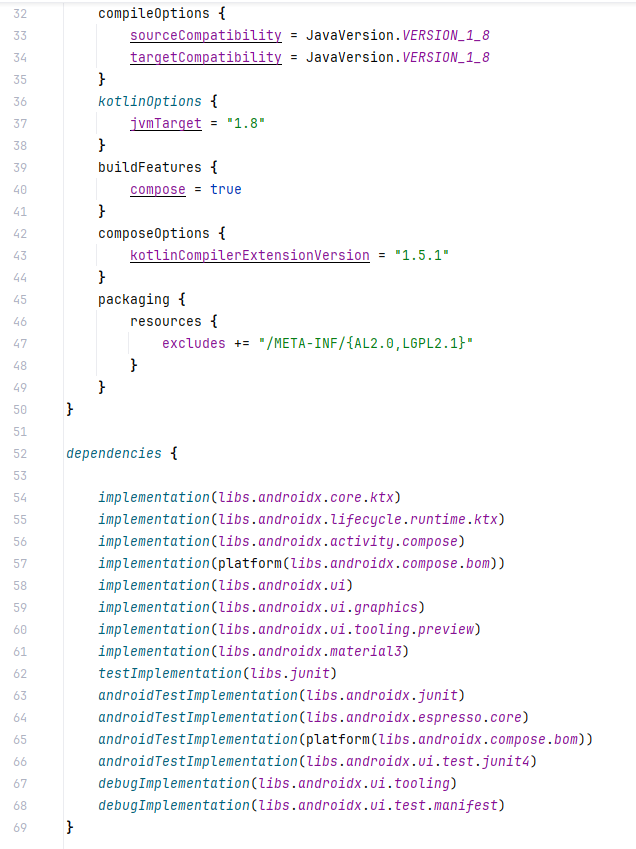 32 compileOptions {
33 sourceCompatibility = JavaVersion.VERSION_1_8
34 targetCompatibility = JavaVersion.VERSION_1_8
35 }
36 kotlinOptions {
37 jvmTarget = "1.8"
38 }
39 buildFeatures {
40 compose = true
41 }
42 composeOptions {
43 kotlinCompilerExtensionVersion = "1.5.1"
44 }
45 packaging {
46 resources {
47 excludes += "/META-INF/{AL2.0,LGPL2.1}"
48 }
49 }
50 }
51
52 dependencies {
53
54 implementation(libs.androidx.core.ktx)
55 implementation(libs.androidx.lifecycle.runtime.ktx)
56 implementation(libs.androidx.activity.compose)
57 implementation(platform(libs.androidx.compose.bom))
58 implementation(libs.androidx.ui)
59 implementation(libs.androidx.ui.graphics)
60 implementation(libs.androidx.ui.tooling.preview)
61 implementation(libs.androidx.material3)
62 testImplementation(libs.junit)
63 androidTestImplementation(libs.androidx.junit)
64 androidTestImplementation(libs.androidx.espresso.core)
65 androidTestImplementation(platform(libs.androidx.compose.bom))
66 androidTestImplementation(libs.androidx.ui.test.junit4)
67 debugImplementation(libs.androidx.ui.tooling)
68 debugImplementation(libs.androidx.ui.test.manifest)
69 }